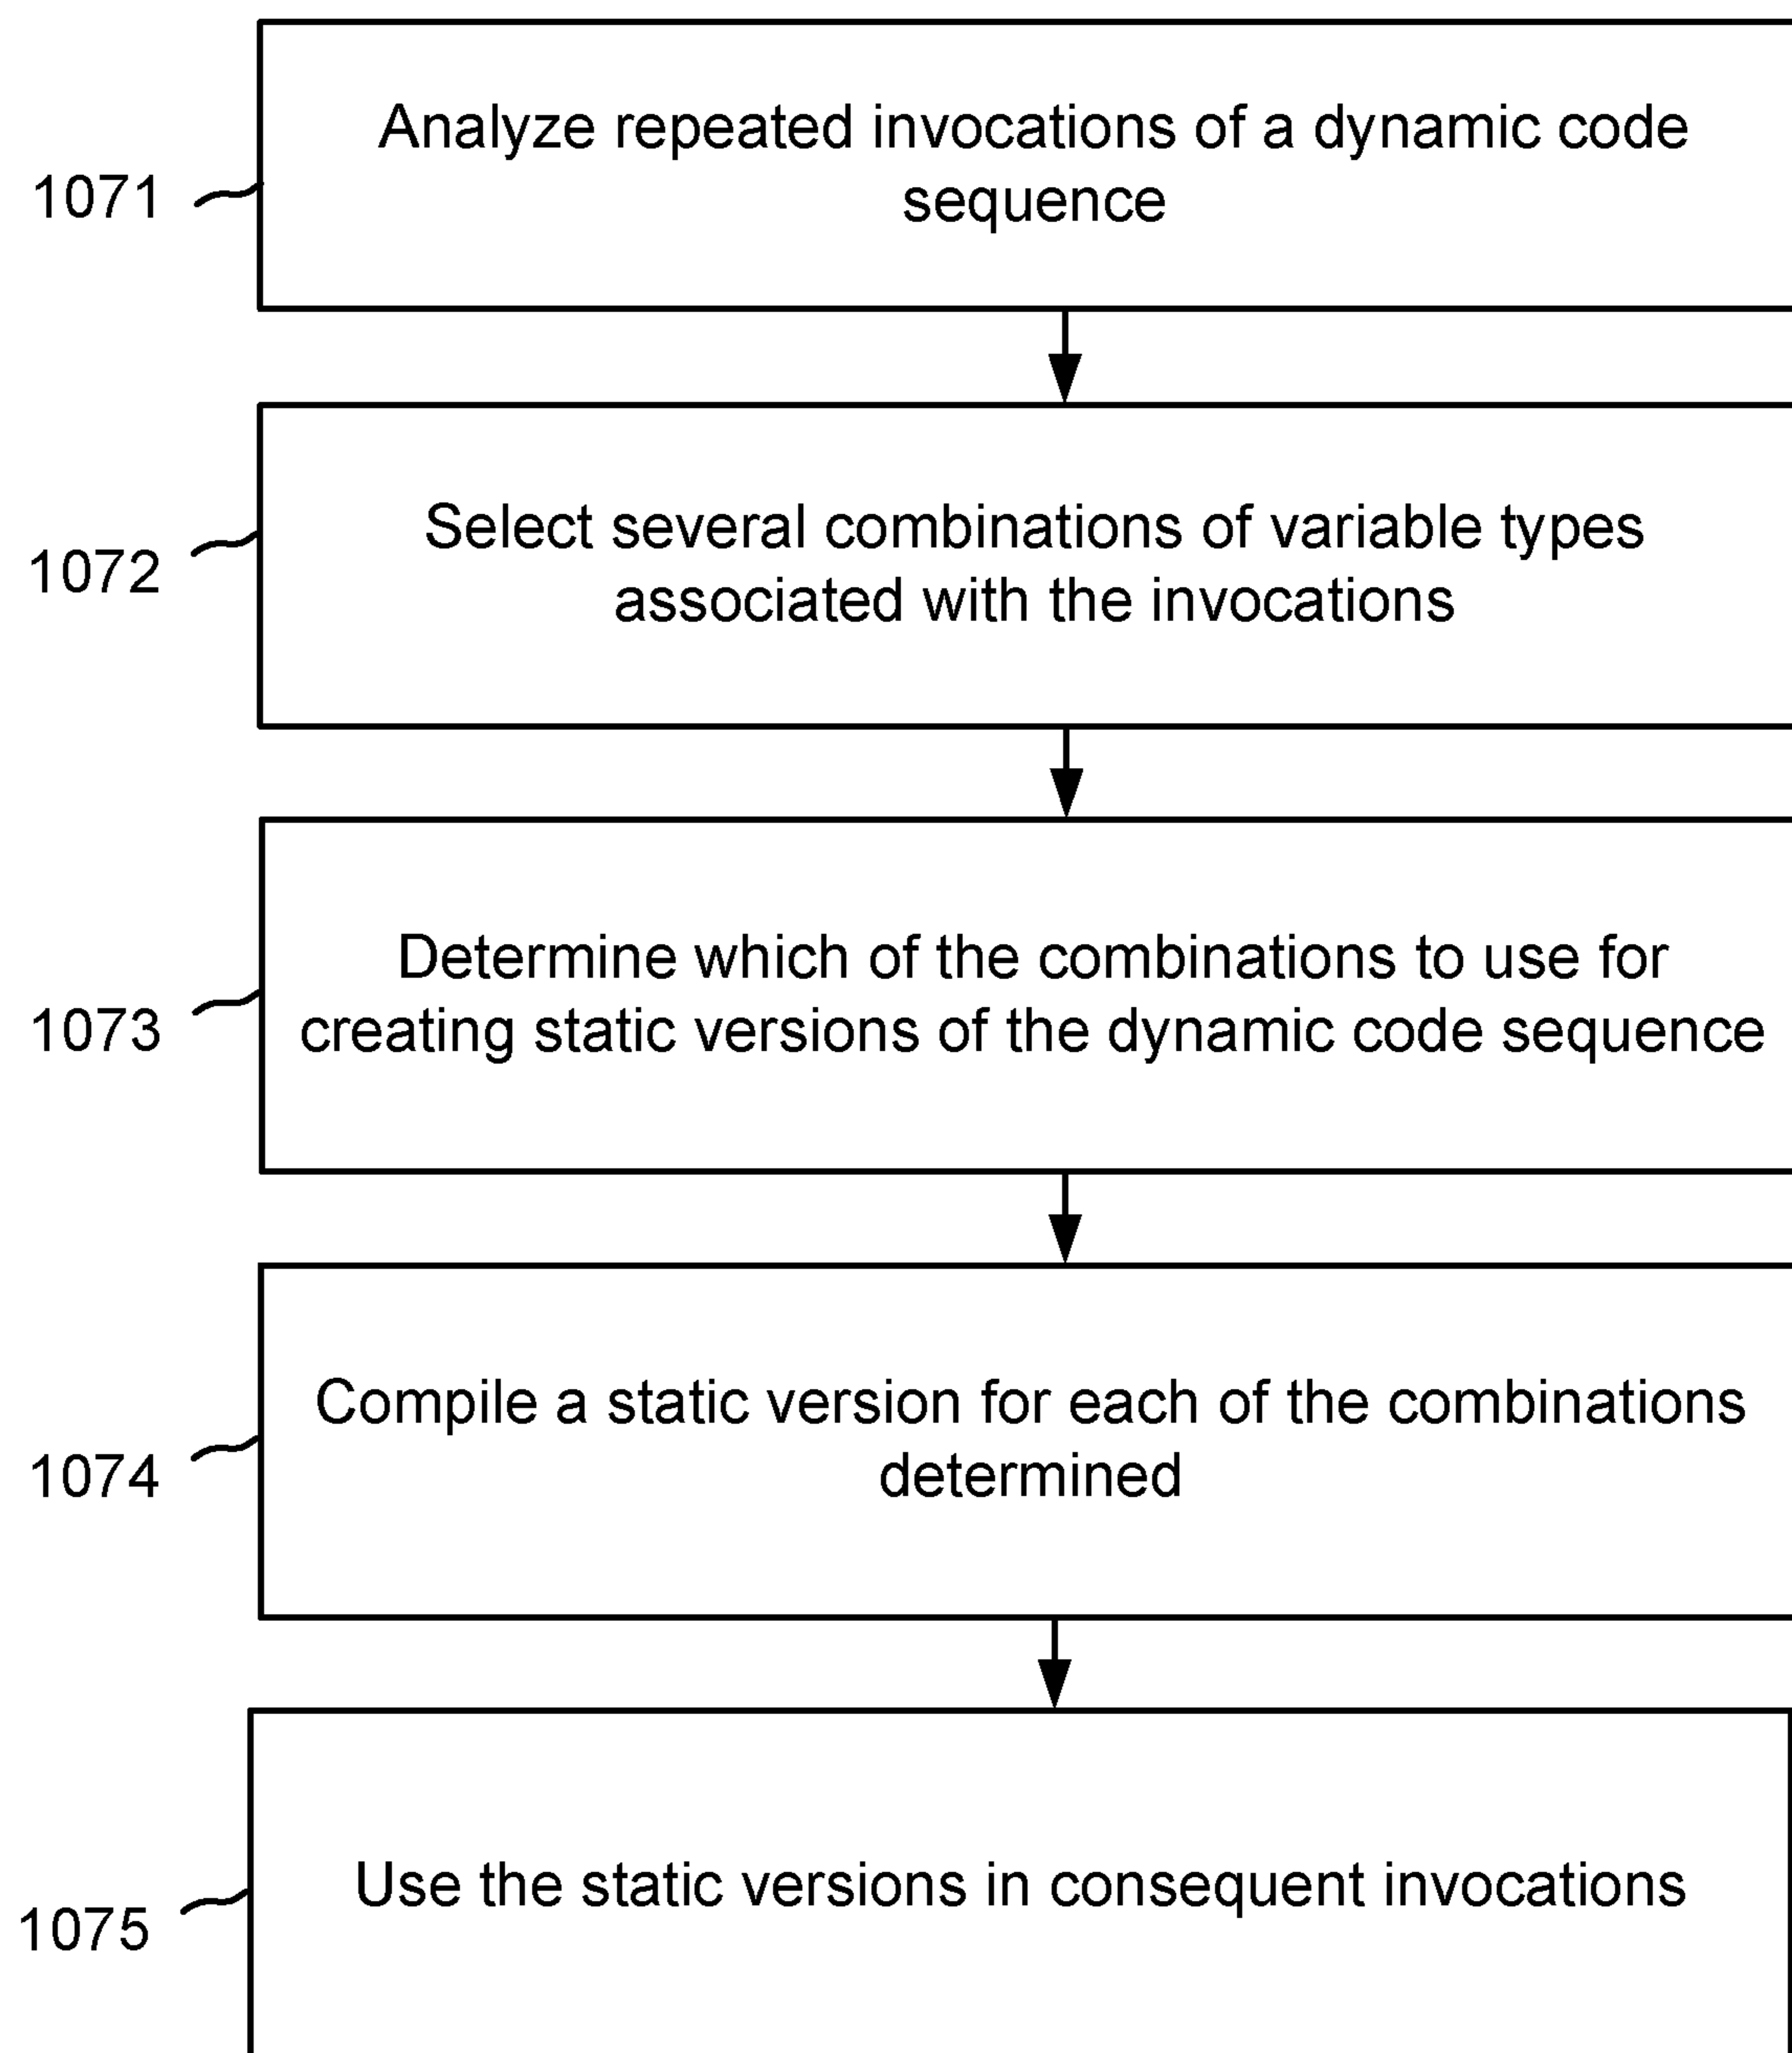 Analyze repeated invocations of a dynamic code
sequence
1071
Select several combinations of variable types
associated with the invocations
1072
Determine which of the combinations to use for
creating static versions of the dynamic code sequence
1073
Compile a static version for each of the combinations
determined
1074
Use the static versions in consequent invocations
1075